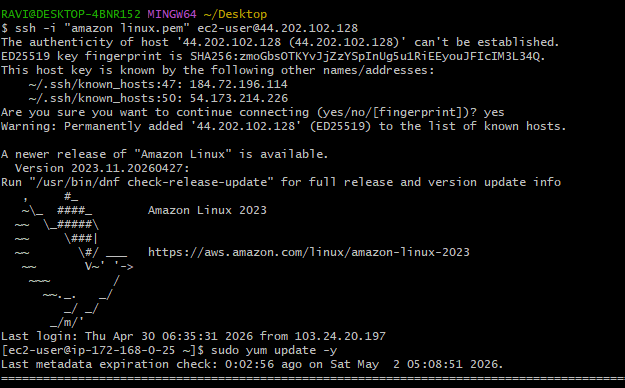 RAVI@DESKTOP-4BNR152 MINGW64 ~/Desktop
$ ssh -i "amazon linux.pem" ec2-user@44.202.102.128
The authenticity of host '44.202.102.128 (44.202.102.128)' can't be established.
ED25519 key fingerprint is SHA256:zmoGbsOTKYvJjZzYSpInUg5u1RiEEyouJFIcIM3L34Q.
This host key is known by the following other names/addresses:
    ~/.ssh/known_hosts:47: 184.72.196.114
    ~/.ssh/known_hosts:50: 54.173.214.226
Are you sure you want to continue connecting (yes/no/[fingerprint])? yes
Warning: Permanently added '44.202.102.128' (ED25519) to the list of known hosts.
A newer release of "Amazon Linux" is available.
  Version 2023.11.20260427:
Run "/usr/bin/dnf check-release-update" for full release and version update info
   ,     #_
   ~\_  ####_        Amazon Linux 2023
  ~~  \_#####\
  ~~     \###|
  ~~       \#/ ___   https://aws.amazon.com/linux/amazon-linux-2023
   ~~       V~' '->
    ~~~         /
      ~~._.   _/
         _/ _/
       _/m/'
Last login: Thu Apr 30 06:35:31 2026 from 103.24.20.197
[ec2-user@ip-172-168-0-25 ~]$ sudo yum update -y
Last metadata expiration check: 0:02:56 ago on Sat May  2 05:08:51 2026.
================================================================================